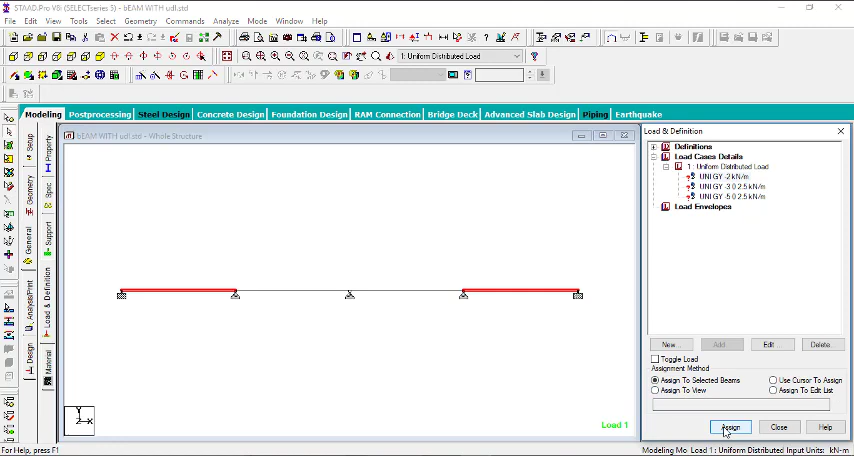 STAAD.Pro V8i (SELECTseries 5) - bEAM WITH udl.std
File Edit View Tools Select Geometry Commands Analyze Mode Window Help
1: Uniform Distributed Load
Modeling Postprocessing Steel Design Concrete Design Foundation Design RAM Connection Bridge Deck Advanced Slab Design Piping Earthquake
Setup
Geometry
General
Analysis/Print
Design
Property
Spec
Support
Load & Definition
Material
bEAM WITH udl.std - Whole Structure
Y
Z X
Load 1
Load & Definition
Definitions
Load Cases Details
1 : Uniform Distributed Load
UNI GY -2 kN/m
UNI GY -3 0 2.5 kN/m
UNI GY -5 0 2.5 kN/m
Load Envelopes
New... Add... Edit... Delete...
Toggle Load
Assignment Method
Assign To Selected Beams Use Cursor To Assign
Assign To View Assign To Edit List
Assign Close Help
For Help, press F1
Modeling Mo Load 1 : Uniform Distributed Input Units: kN-m